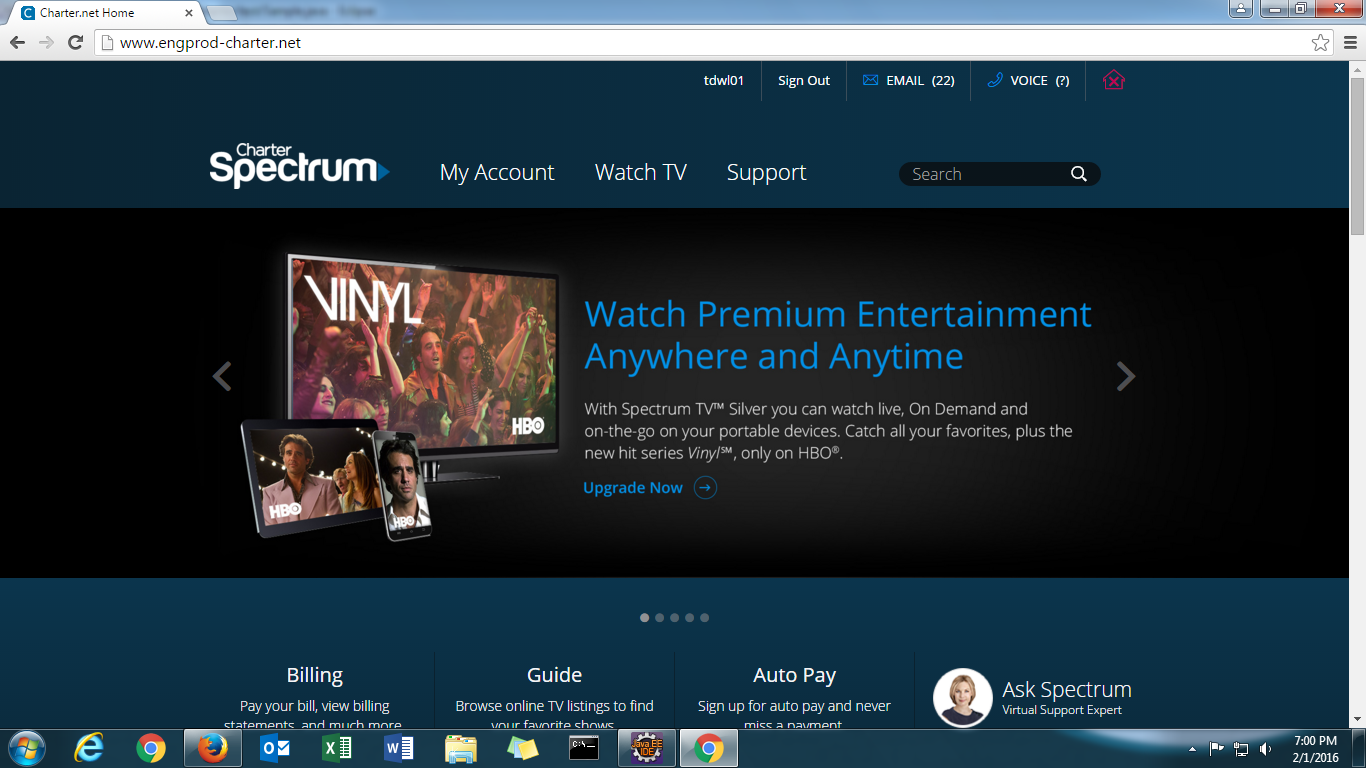 Charter.net Home
www.engprod-charter.net
tdwl01
Sign Out
EMAIL (22)
VOICE (?)
Charter
Spectrum
My Account
Watch TV
Support
Search
VINYL
HBO
HBO
HBO
Watch Premium Entertainment
Anywhere and Anytime
With Spectrum TV™ Silver you can watch live, On Demand and
on-the-go on your portable devices. Catch all your favorites, plus the
new hit series Vinyl℠, only on HBO®.
Upgrade Now
Billing
Pay your bill, view billing
statements, and much more
Guide
Browse online TV listings to find
your favorite shows
Auto Pay
Sign up for auto pay and never
miss a payment
Ask Spectrum
Virtual Support Expert
Java EE
IDE
7:00 PM
2/1/2016